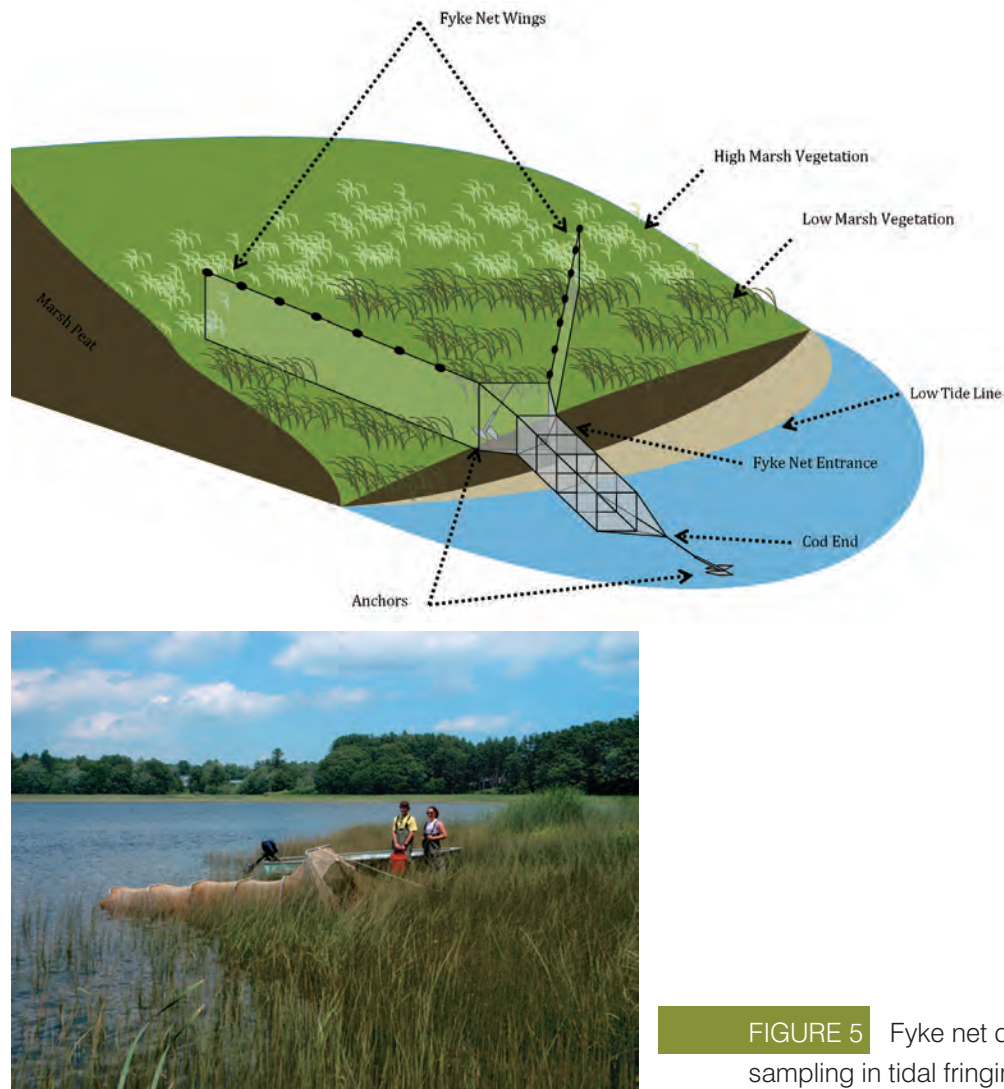 Fyke Net Wings
High Marsh Vegetation
Low Marsh Vegetation
Marsh Peat
Low Tide Line
Fyke Net Entrance
Cod End
Anchors
FIGURE 5 Fyke net
sampling in tidal